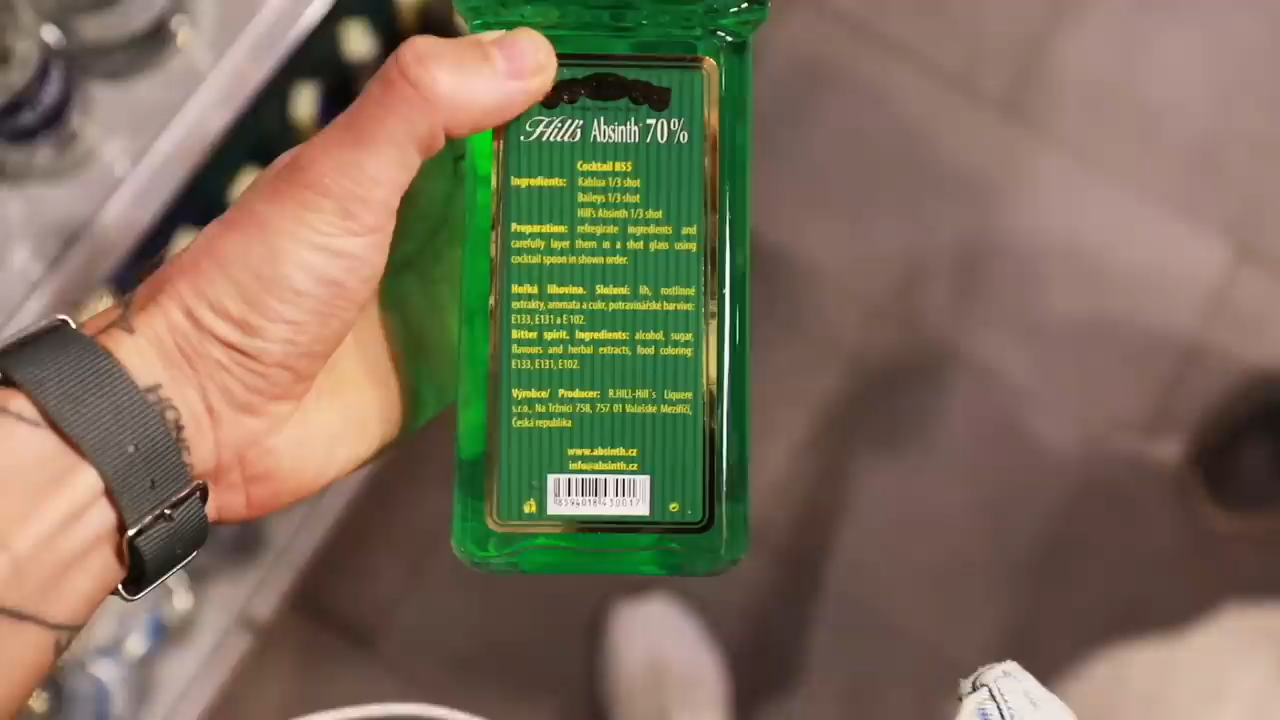 Hill's Absinth 70%
Cocktail B55
Ingredients: Kahlua 1/3 shot
Baileys 1/3 shot
Hill's Absinth 1/3 shot
Preparation: refregirate ingredients and
carefully layer them in a shot glass using
cocktail spoon in shown order.
Hořká lihovina. Složení: líh, rostlinné
extrakty, aromata a cukr, potravinářské barvivo:
E133, E131 a E102.
Bitter spirit. Ingredients: alcohol, sugar,
flavours and herbal extracts, food coloring:
E133, E131, E102.
Výrobce/ Producer: R.HILL-Hill's Liquere
s.r.o., Na Tržnici 758, 757 01 Valašské Meziříčí,
Česká republika
www.absinth.cz
info@absinth.cz
8594018430017